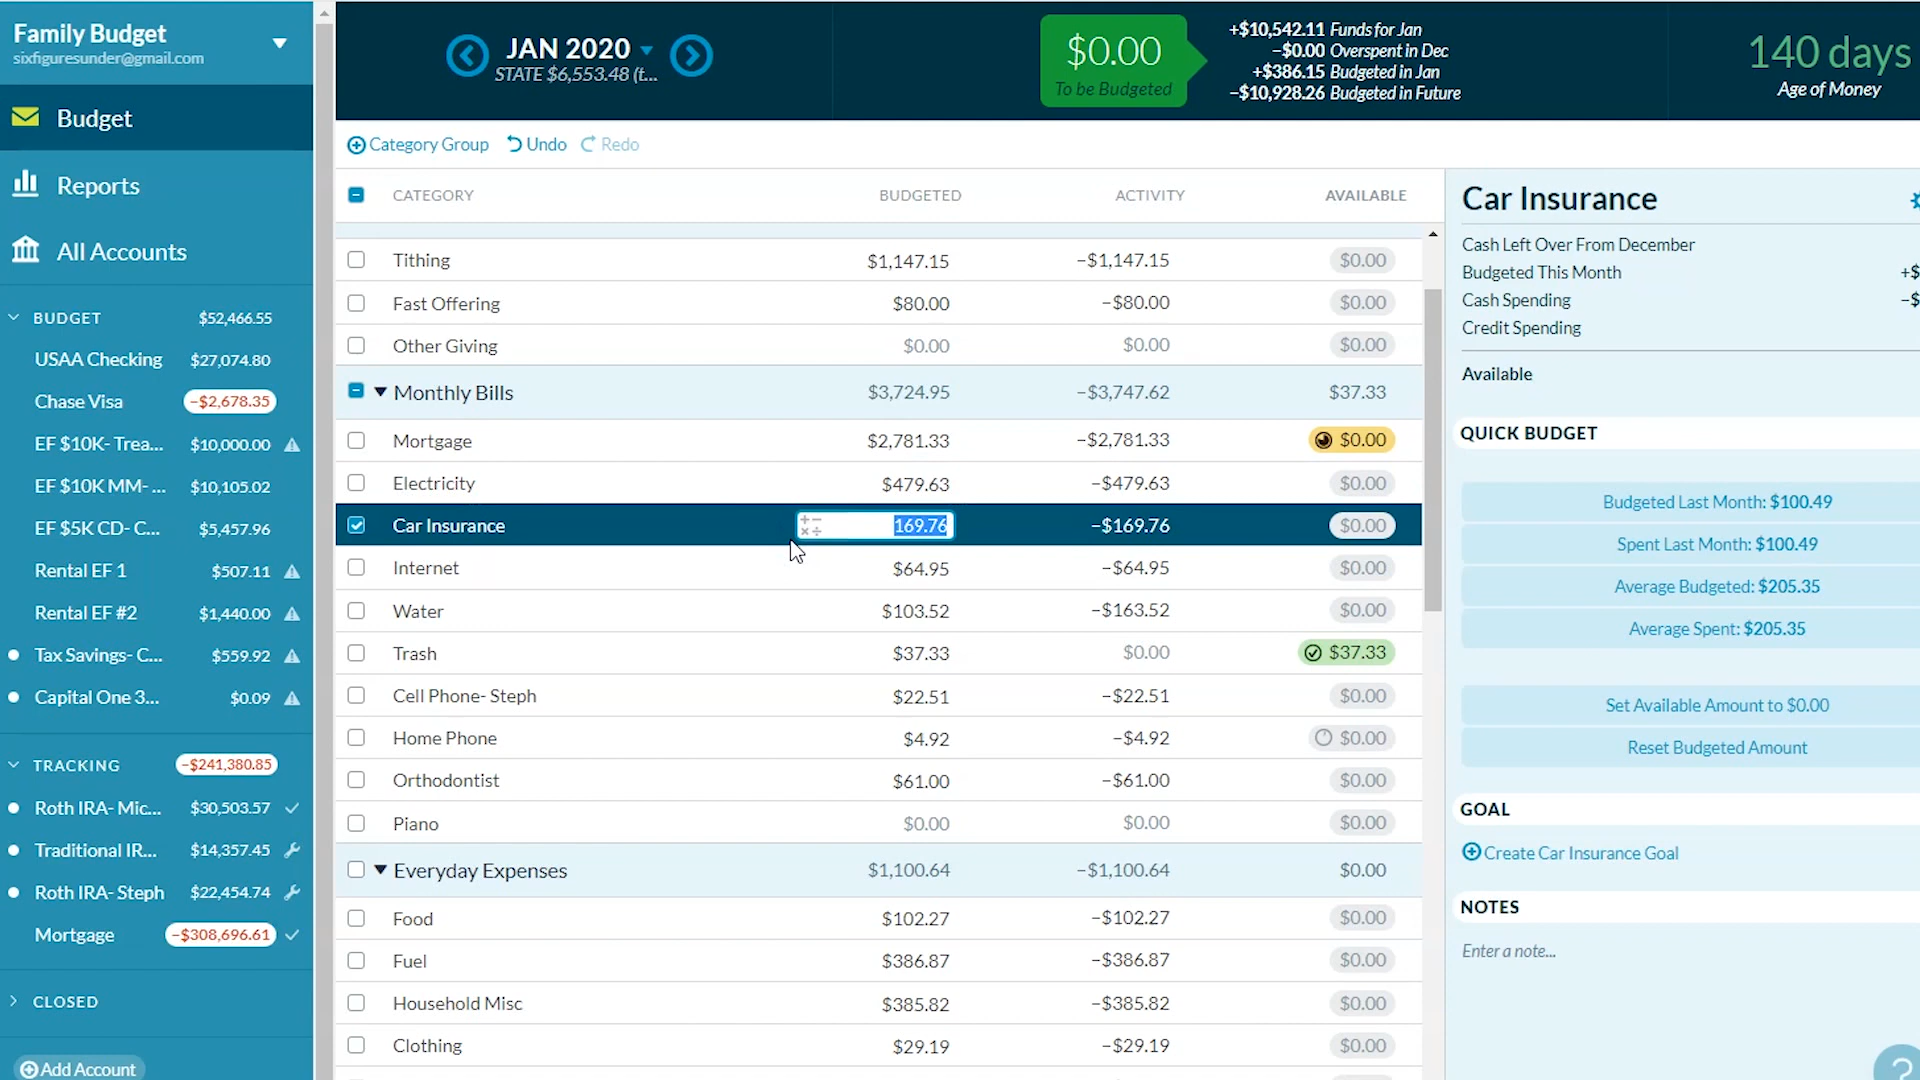 Family Budget
sixfiguresunder@gmail.com
Budget
Reports
All Accounts
BUDGET $52,466.55
USAA Checking $27,074.80
Chase Visa −$2,678.35
EF $10K- Trea... $10,000.00
EF $10K MM- ... $10,105.02
EF $5K CD- C... $5,457.96
Rental EF 1 $507.11
Rental EF #2 $1,440.00
Tax Savings- C... $559.92
Capital One 3... $0.09
TRACKING −$241,380.85
Roth IRA- Mic... $30,503.57
Traditional IR... $14,357.45
Roth IRA- Steph $22,454.74
Mortgage −$308,696.61
CLOSED
Add Account
JAN 2020
STATE $6,553.48 (t...
$0.00
To be Budgeted
+$10,542.11 Funds for Jan
−$0.00 Overspent in Dec
+$386.15 Budgeted in Jan
−$10,928.26 Budgeted in Future
140 days
Age of Money
Category Group Undo Redo
CATEGORY BUDGETED ACTIVITY AVAILABLE
Tithing $1,147.15 −$1,147.15 $0.00
Fast Offering $80.00 −$80.00 $0.00
Other Giving $0.00 $0.00 $0.00
Monthly Bills $3,724.95 −$3,747.62 $37.33
Mortgage $2,781.33 −$2,781.33 $0.00
Electricity $479.63 −$479.63 $0.00
Car Insurance 169.76 −$169.76 $0.00
Internet $64.95 −$64.95 $0.00
Water $103.52 −$163.52 $0.00
Trash $37.33 $0.00 $37.33
Cell Phone- Steph $22.51 −$22.51 $0.00
Home Phone $4.92 −$4.92 $0.00
Orthodontist $61.00 −$61.00 $0.00
Piano $0.00 $0.00 $0.00
Everyday Expenses $1,100.64 −$1,100.64 $0.00
Food $102.27 −$102.27 $0.00
Fuel $386.87 −$386.87 $0.00
Household Misc $385.82 −$385.82 $0.00
Clothing $29.19 −$29.19 $0.00
Car Insurance
Cash Left Over From December
Budgeted This Month +$
Cash Spending −$
Credit Spending
Available
QUICK BUDGET
Budgeted Last Month: $100.49
Spent Last Month: $100.49
Average Budgeted: $205.35
Average Spent: $205.35
Set Available Amount to $0.00
Reset Budgeted Amount
GOAL
Create Car Insurance Goal
NOTES
Enter a note...
?